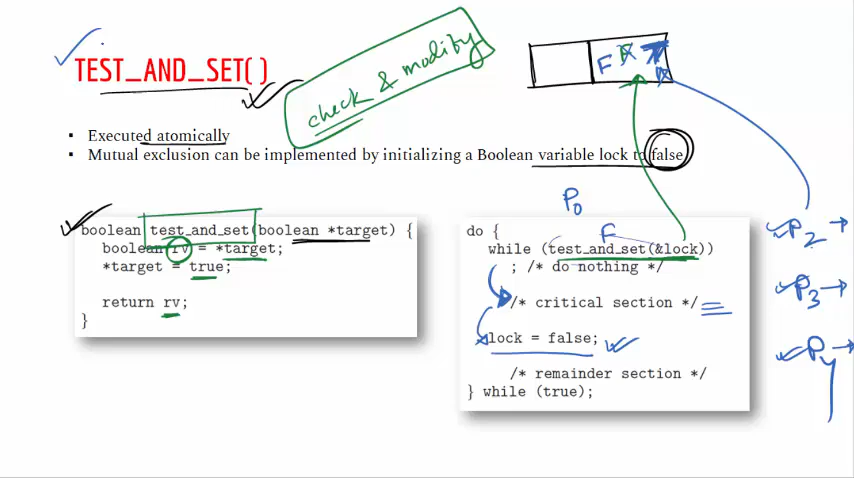 TEST_AND_SET()
check & modify
F
▪ Executed atomically
▪ Mutual exclusion can be implemented by initializing a Boolean variable lock to false
boolean test_and_set(boolean *target) {
boolean rv = *target;
*target = true;
return rv;
}
P0
do {
F
while (test_and_set(&lock))
; /* do nothing */
/* critical section */
lock = false;
/* remainder section */
} while (true);
P2
P3
P4